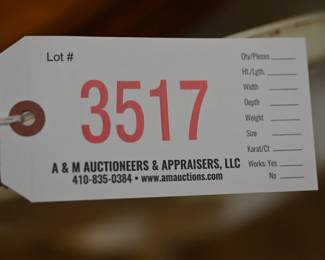 Lot #
3517
A & M AUCTIONEERS & APPRAISERS, LLC
410-835-0384 • www.amauctions.com
Qty/Pieces
Ht./Lgth.
Width
Depth
Weight
Size
Karat/Ct
Works: Yes
No